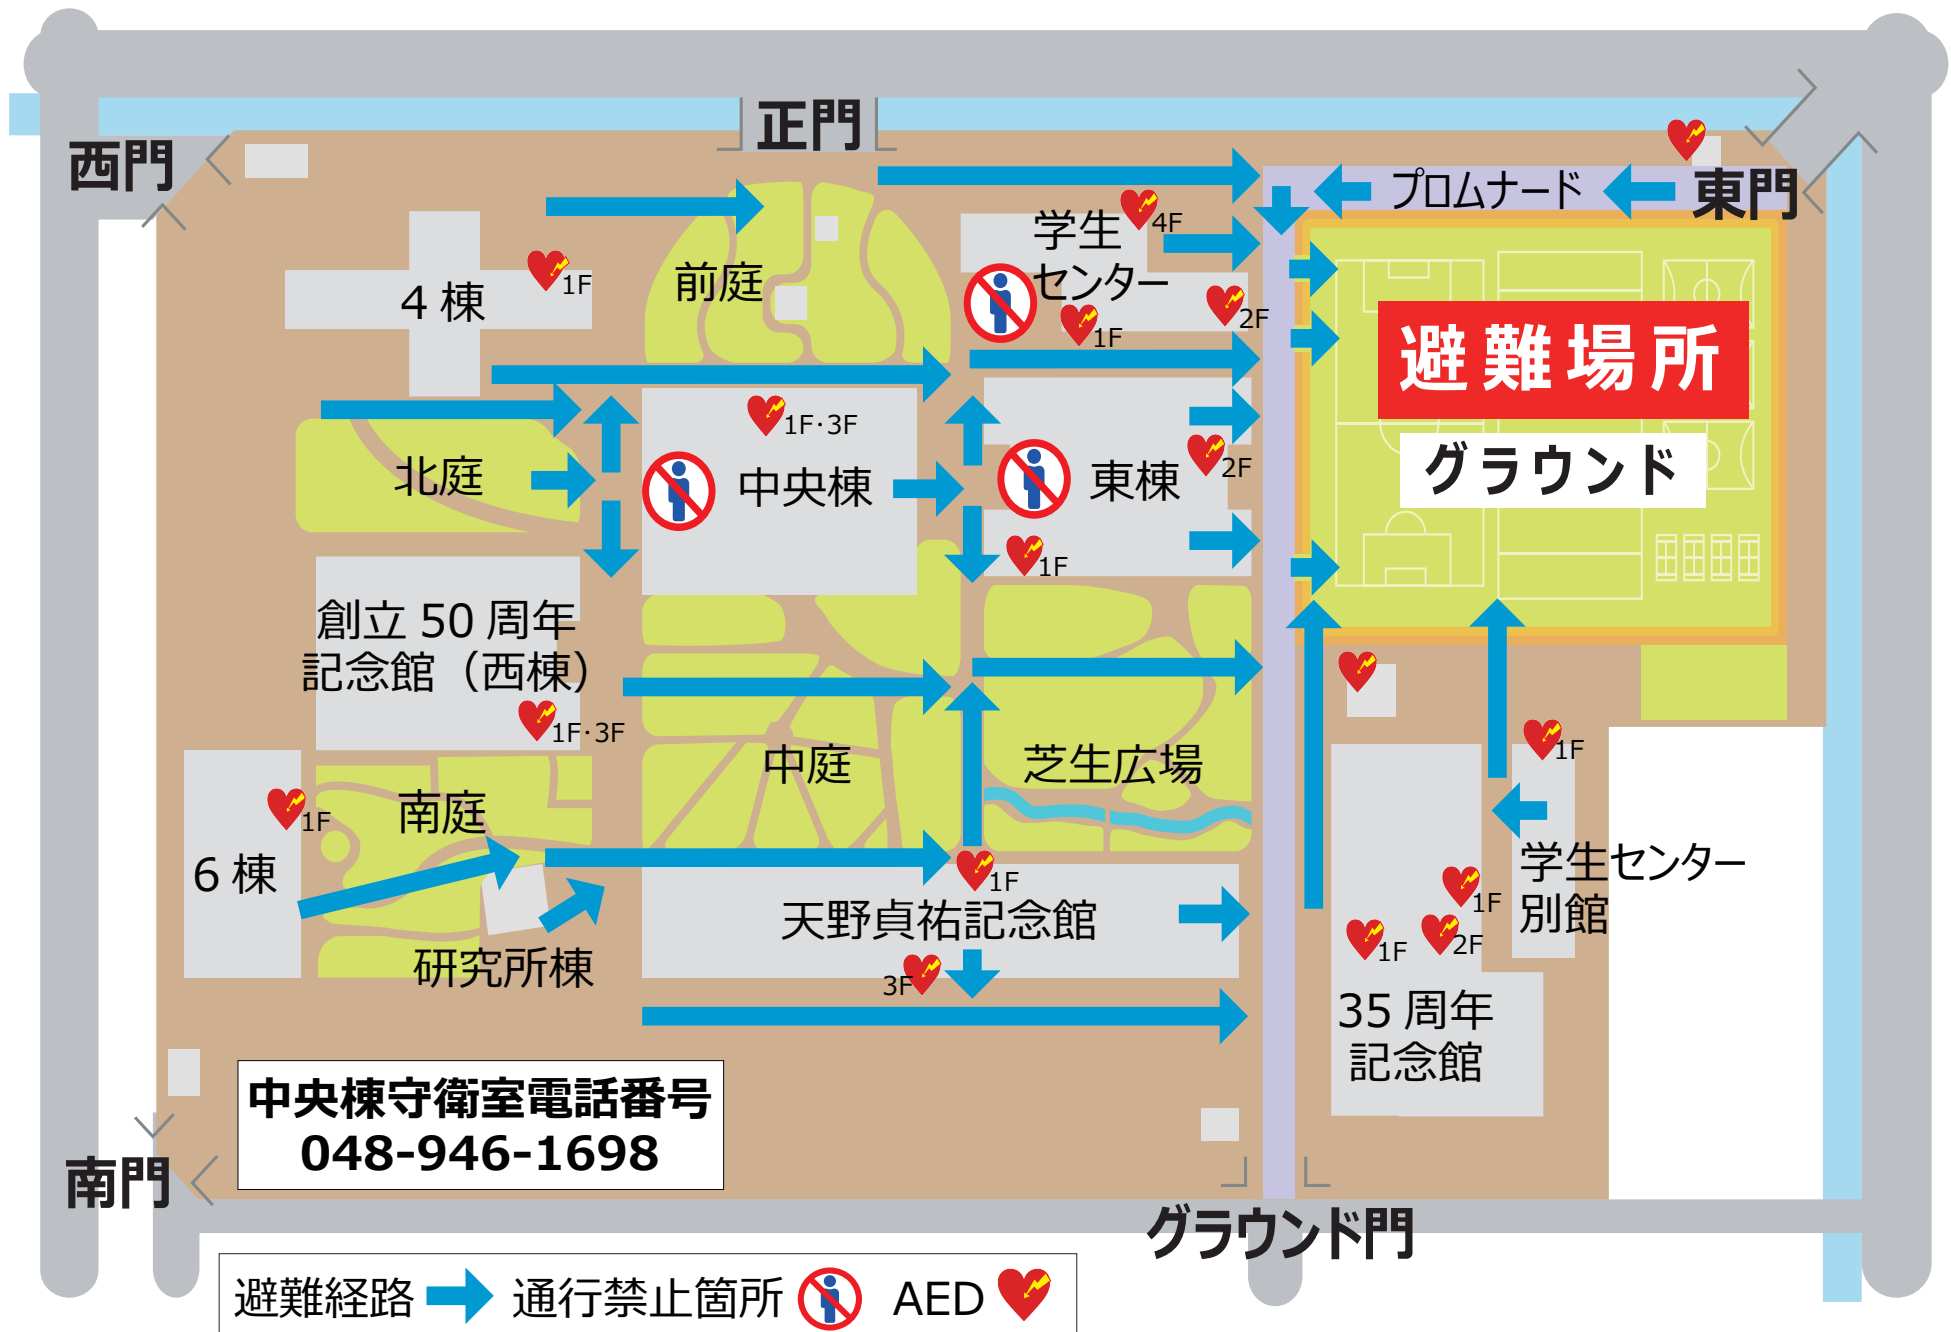 正門
西門
プロムナード
東門
学生
センター
4F
2F
1F
前庭
4棟
1F
避難場所
グラウンド
1F・3F
中央棟
東棟
2F
1F
北庭
創立50周年
記念館（西棟）
1F・3F
中庭
芝生広場
南庭
6棟
1F
研究所棟
1F
天野貞祐記念館
3F
1F
学生センター
別館
1F
1F
2F
35周年
記念館
中央棟守衛室電話番号
048-946-1698
南門
グラウンド門
避難経路
通行禁止箇所
AED